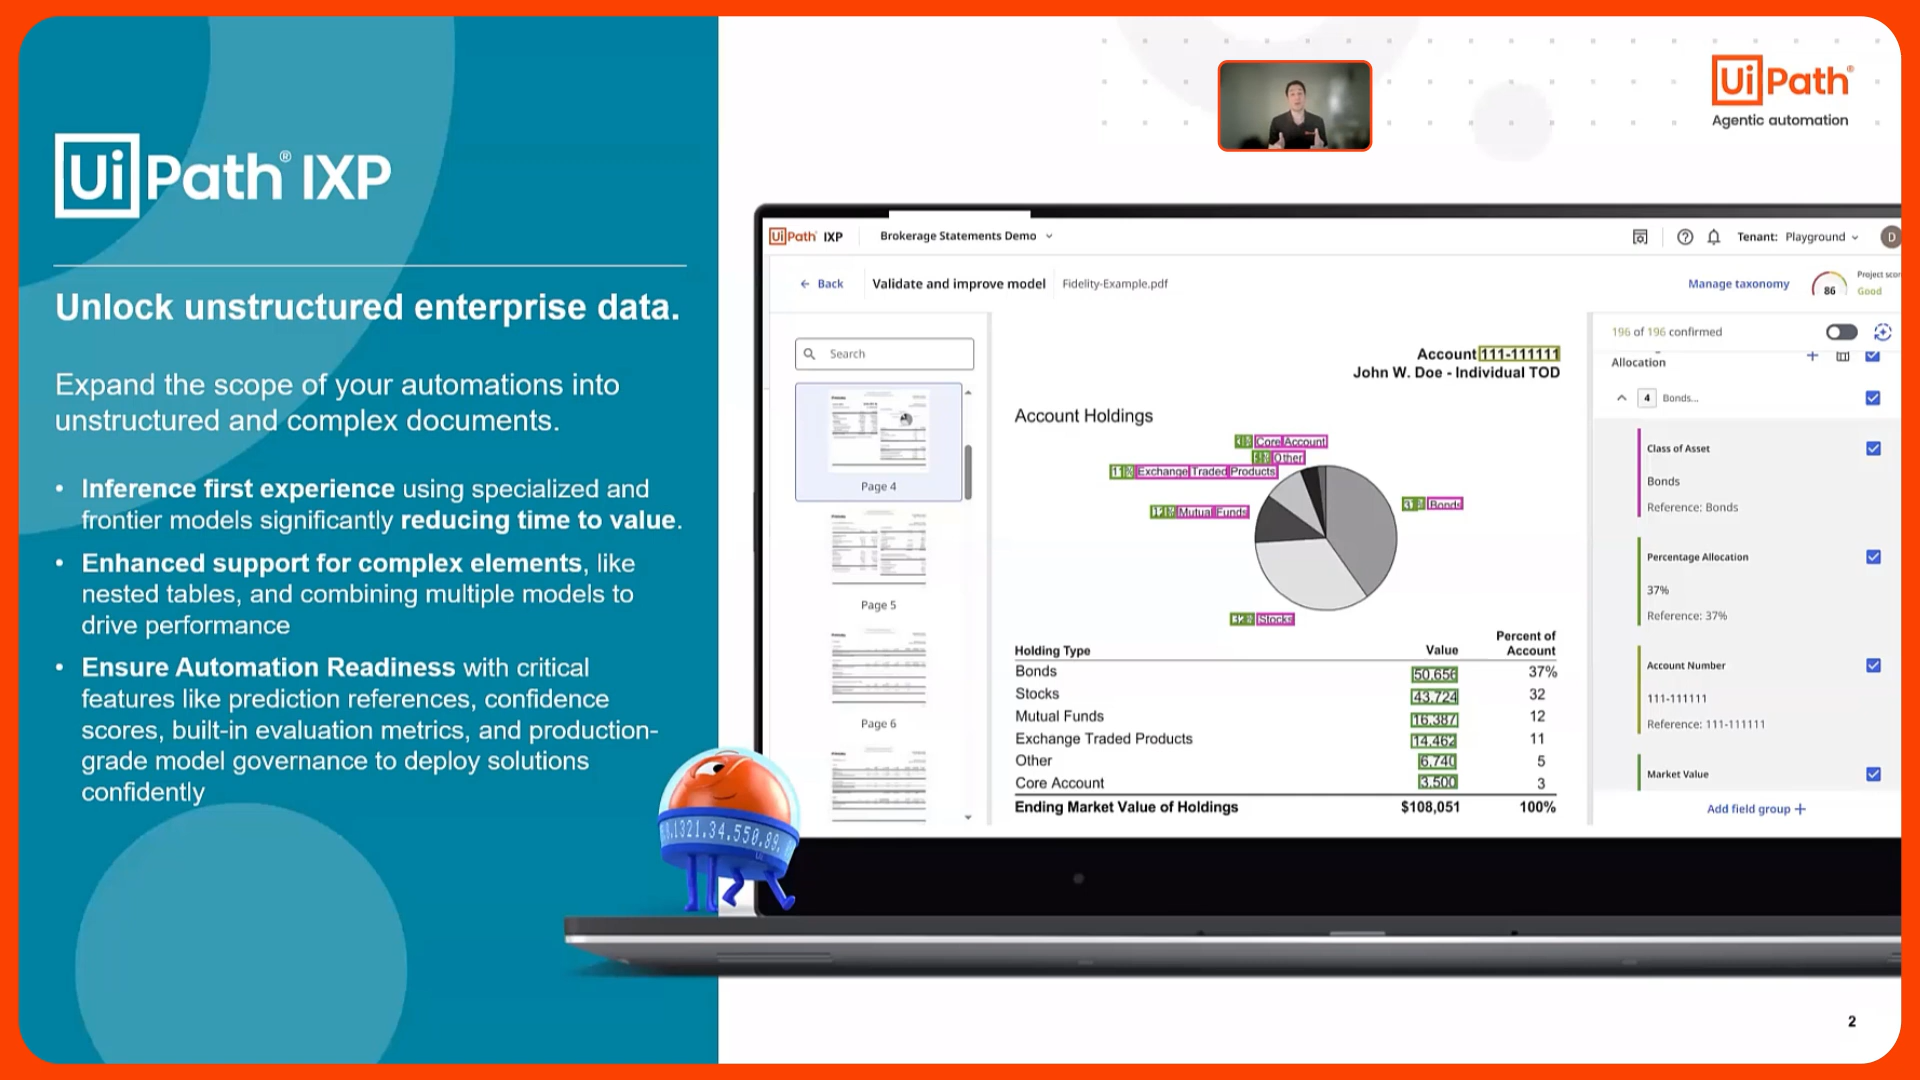 UiPath® IXP
Unlock unstructured enterprise data.
Expand the scope of your automations into
unstructured and complex documents.
• Inference first experience using specialized and
frontier models significantly reducing time to value.
• Enhanced support for complex elements, like
nested tables, and combining multiple models to
drive performance
• Ensure Automation Readiness with critical
features like prediction references, confidence
scores, built-in evaluation metrics, and production-
grade model governance to deploy solutions
confidently
UiPath®
Agentic automation
UiPath IXP
Brokerage Statements Demo
Tenant: Playground
D
Back
Validate and improve model
Fidelity-Example.pdf
Manage taxonomy
86
Project scor
Good
Search
Page 4
Page 5
Page 6
Account 111-111111
John W. Doe - Individual TOD
Account Holdings
Core Account
Other
11% Exchange Traded Products
12% Mutual Funds
Bonds
32% Stocks
Holding Type Value Percent of Account
Bonds 50,656 37%
Stocks 43,724 32
Mutual Funds 16,387 12
Exchange Traded Products 14,462 11
Other 6,740 5
Core Account 3,500 3
Ending Market Value of Holdings $108,051 100%
196 of 196 confirmed
Allocation
4 Bonds...
Class of Asset
Bonds
Reference: Bonds
Percentage Allocation
37%
Reference: 37%
Account Number
111-111111
Reference: 111-111111
Market Value
Add field group +
1321.34.550.89.
2